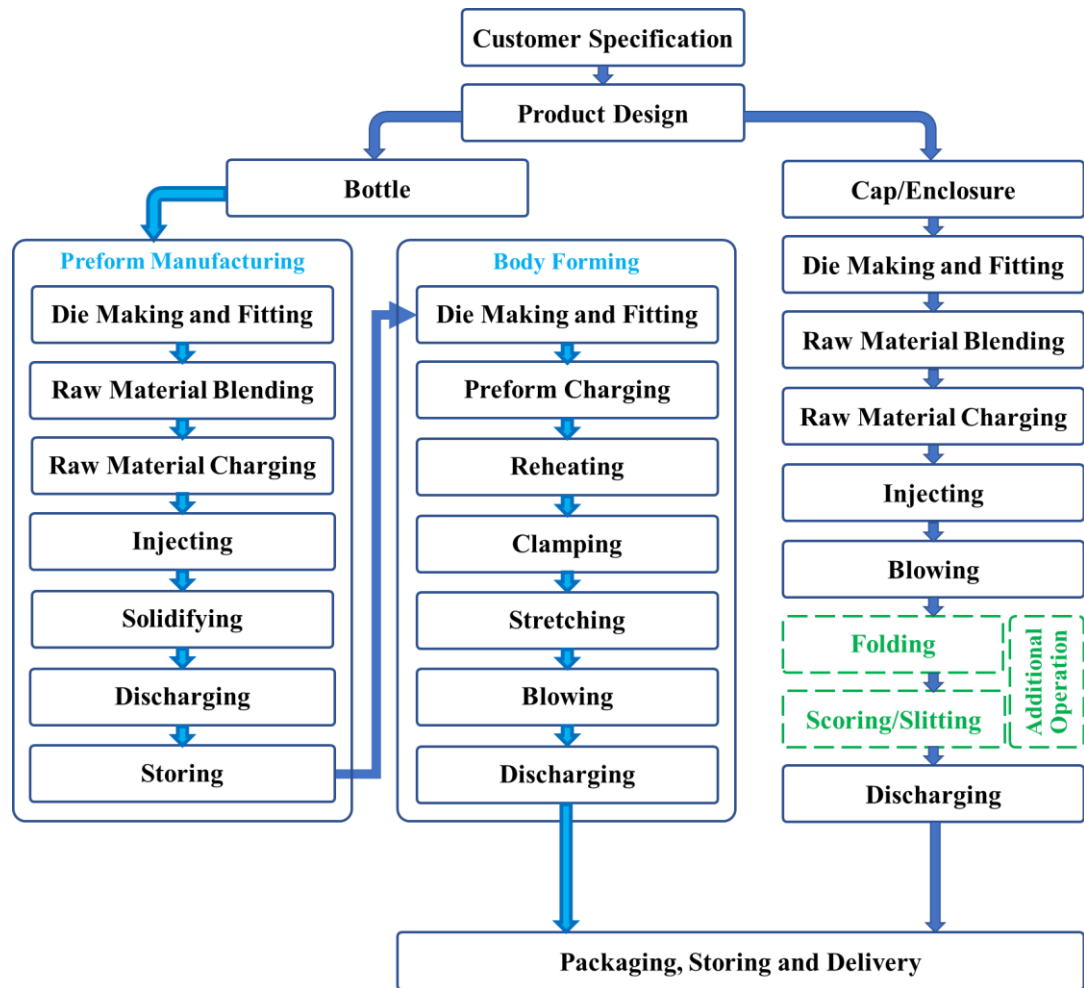 Customer Specification
Product Design
Bottle
Preform Manufacturing
Die Making and Fitting
Raw Material Blending
Raw Material Charging
Injecting
Solidifying
Discharging
Storing
Body Forming
Die Making and Fitting
Preform Charging
Reheating
Clamping
Stretching
Blowing
Discharging
Cap/Enclosure
Die Making and Fitting
Raw Material Blending
Raw Material Charging
Injecting
Blowing
Folding
Scoring/Slitting
Additional
Operation
Discharging
Packaging, Storing and Delivery